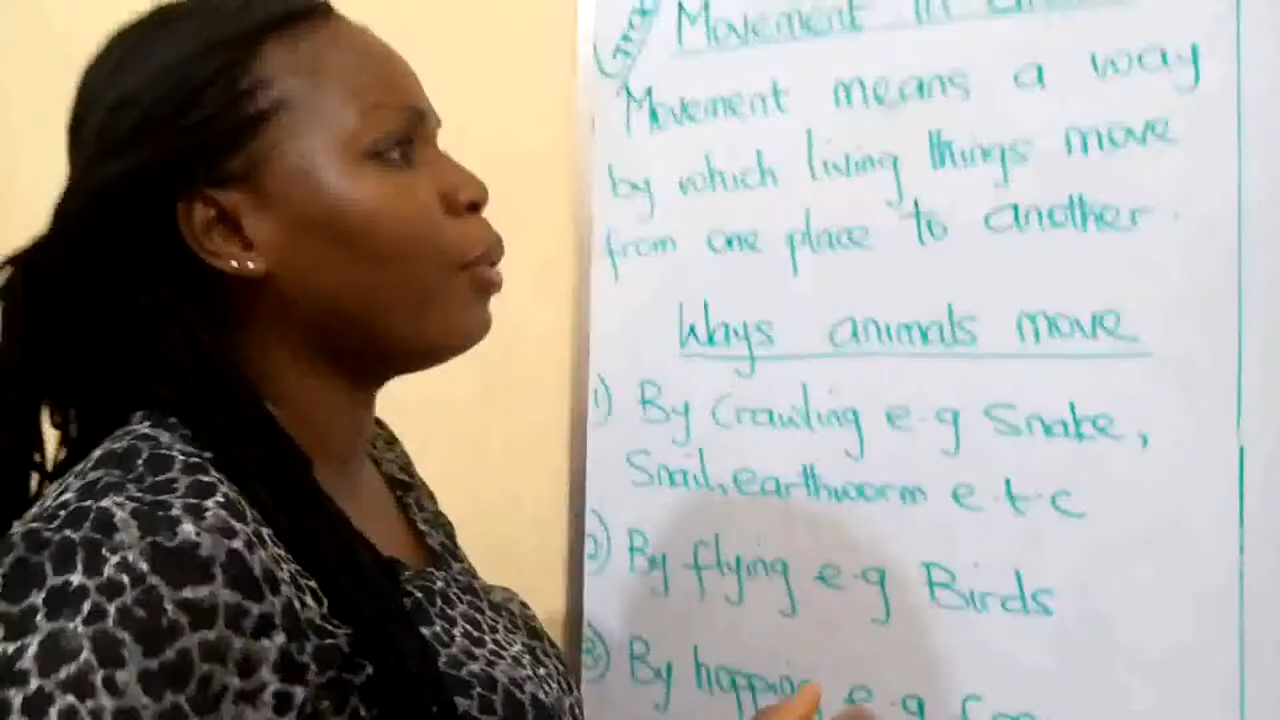 Movement in
Movement means a way
by which living things move
from one place to another.
Ways animals move
1) By Crawling e.g Snake,
Snail, earthworm e.t.c
2) By flying e.g Birds
3) By hopping e.g